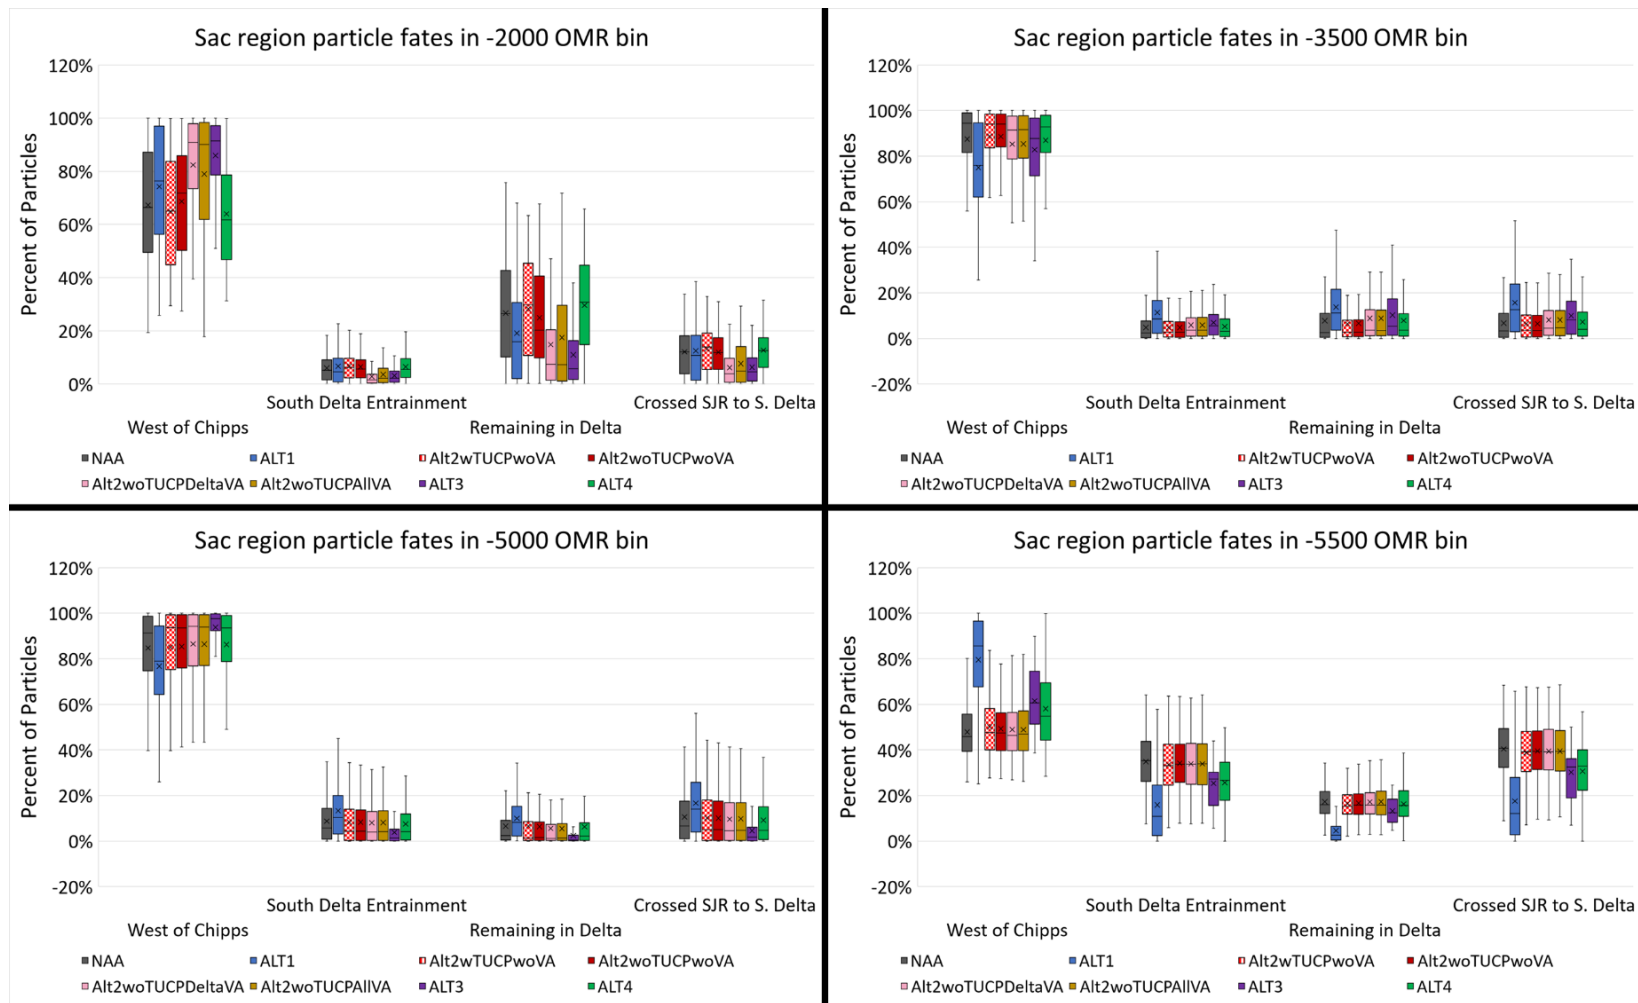 Sac region particle fates in -2000 OMR bin
120%
100%
80%
60%
40%
20%
0%
Percent of Particles
South Delta Entrainment
Crossed SJR to S. Delta
West of Chipps
Remaining in Delta
NAA
ALT1
Alt2wTUCPwoVA
Alt2woTUCPwoVA
Alt2woTUCPDeltaVA
Alt2woTUCPAllVA
ALT3
ALT4
Sac region particle fates in -3500 OMR bin
120%
100%
80%
60%
40%
20%
0%
-20%
Percent of Particles
South Delta Entrainment
Crossed SJR to S. Delta
West of Chipps
Remaining in Delta
NAA
ALT1
Alt2wTUCPwoVA
Alt2woTUCPwoVA
Alt2woTUCPDeltaVA
Alt2woTUCPAllVA
ALT3
ALT4
Sac region particle fates in -5000 OMR bin
120%
100%
80%
60%
40%
20%
0%
-20%
Percent of Particles
South Delta Entrainment
Crossed SJR to S. Delta
West of Chipps
Remaining in Delta
NAA
ALT1
Alt2wTUCPwoVA
Alt2woTUCPwoVA
Alt2woTUCPDeltaVA
Alt2woTUCPAllVA
ALT3
ALT4
Sac region particle fates in -5500 OMR bin
120%
100%
80%
60%
40%
20%
0%
-20%
Percent of Particles
South Delta Entrainment
Crossed SJR to S. Delta
West of Chipps
Remaining in Delta
NAA
ALT1
Alt2wTUCPwoVA
Alt2woTUCPwoVA
Alt2woTUCPDeltaVA
Alt2woTUCPAllVA
ALT3
ALT4